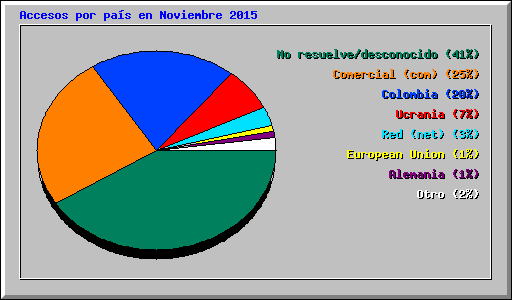 Accesos por país en Noviembre 2015
No resuelve/desconocido (41%)
Comercial (com) (25%)
Colombia (20%)
Ucrania (7%)
Red (net) (3%)
European Union (1%)
Alemania (1%)
Otro (2%)